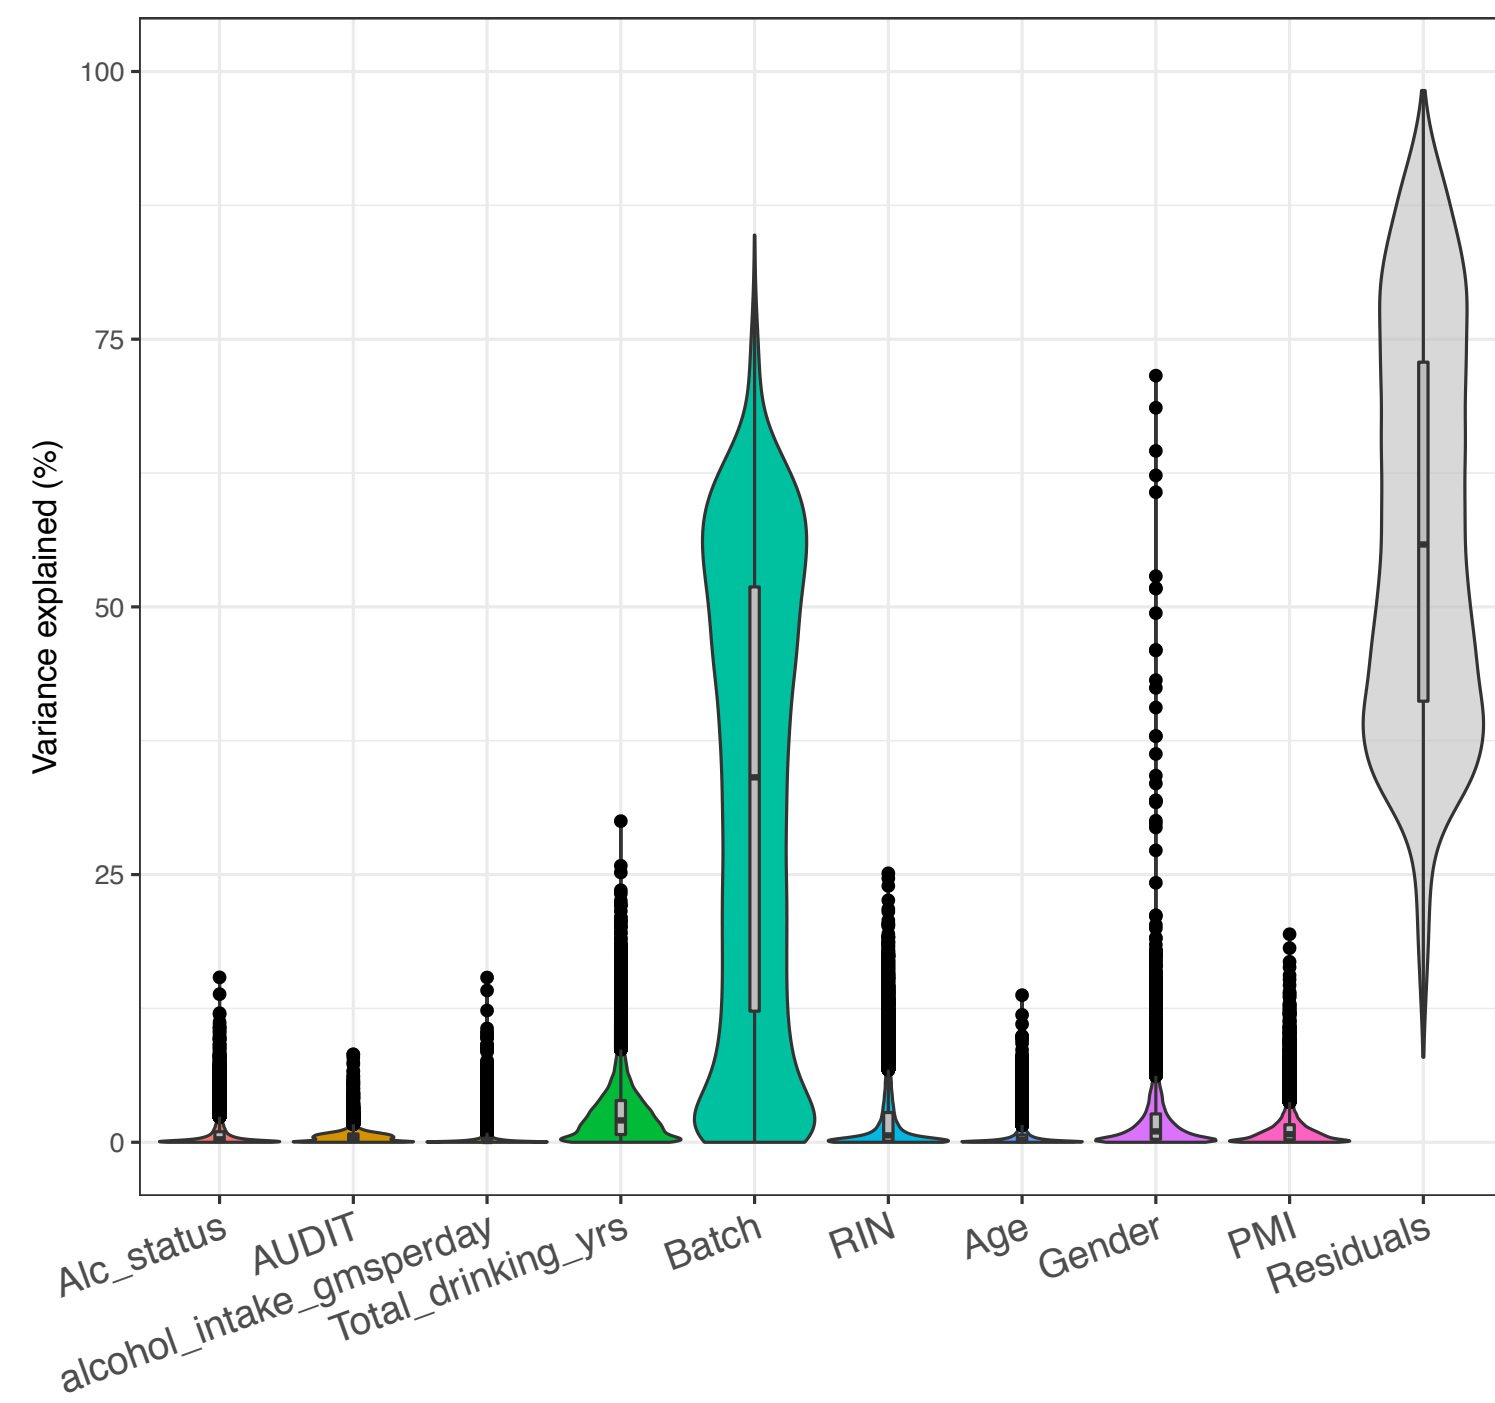 Variance explained (%)
100
75
50
25
0
Alc_status
AUDIT
alcohol_intake_gmsperday
Total_drinking_yrs
Batch
RIN
Age
Gender
PMI
Residuals